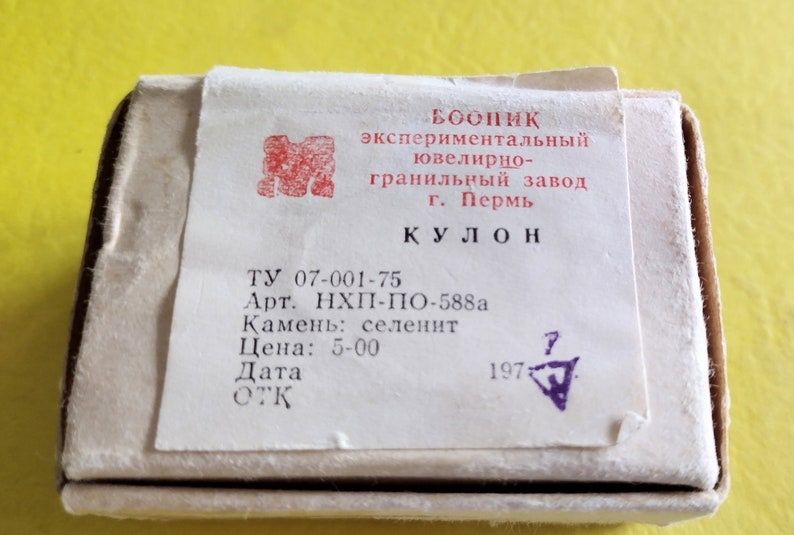 ВООПИК
экспериментальный
ювелирно-
гранильный завод
г. Пермь
КУЛОН
ТУ 07-001-75
Арт. НХП-ПО-588а
Камень: селенит
Цена: 5-00
Дата 1977
ОТК